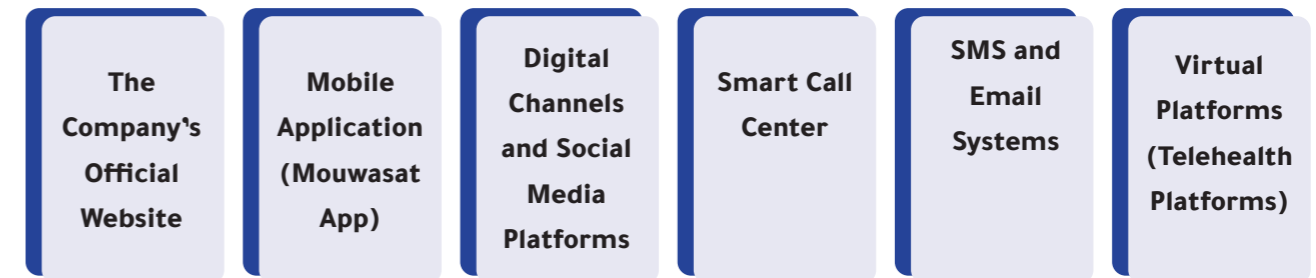 The
Company's
Official
Website
Mobile
Application
(Mouwasat
App)
Digital
Channels
and Social
Media
Platforms
Smart Call
Center
SMS and
Email
Systems
Virtual
Platforms
(Telehealth
Platforms)